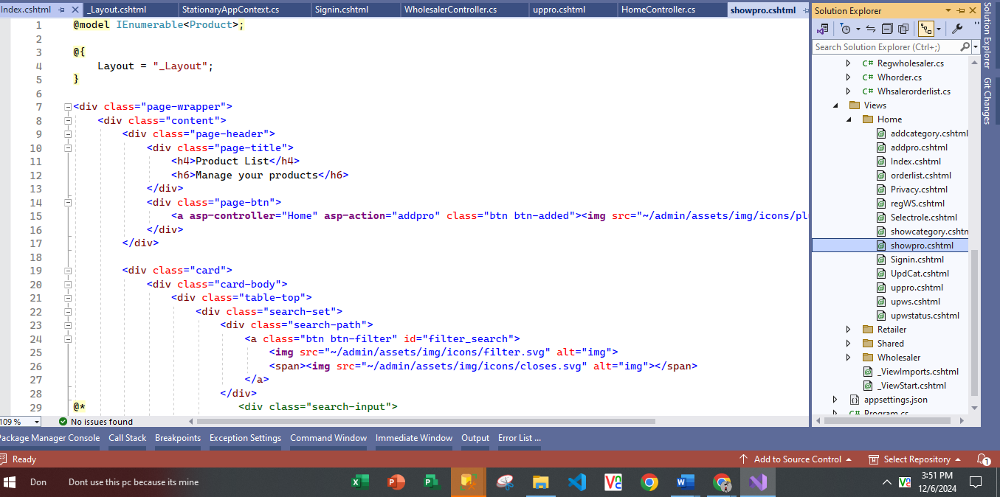 Index.cshtml
_Layout.cshtml
StationaryAppContext.cs
Signin.cshtml
WholesalerController.cs
uppro.cshtml
HomeController.cs
showpro.cshtml
1 @model IEnumerable<Product>;
2
3 @{
4 Layout = "_Layout";
5 }
6
7 <div class="page-wrapper">
8 <div class="content">
9 <div class="page-header">
10 <div class="page-title">
11 <h4>Product List</h4>
12 <h6>Manage your products</h6>
13 </div>
14 <div class="page-btn">
15 <a asp-controller="Home" asp-action="addpro" class="btn btn-added"><img src="~/admin/assets/img/icons/plu
16 </div>
17 </div>
18
19 <div class="card">
20 <div class="card-body">
21 <div class="table-top">
22 <div class="search-set">
23 <div class="search-path">
24 <a class="btn btn-filter" id="filter_search">
25 <img src="~/admin/assets/img/icons/filter.svg" alt="img">
26 <span><img src="~/admin/assets/img/icons/closes.svg" alt="img"></span>
27 </a>
28 </div>
29 @* <div class="search-input">
109 %
No issues found
Solution Explorer
Search Solution Explorer (Ctrl+;)
C# Regwholesaler.cs
C# Whorder.cs
C# Whsalerorderlist.cs
Views
Home
addcategory.cshtml
addpro.cshtml
Index.cshtml
orderlist.cshtml
Privacy.cshtml
regWS.cshtml
Selectrole.cshtml
showcategory.cshtm
showpro.cshtml
Signin.cshtml
UpdCat.cshtml
uppro.cshtml
upws.cshtml
upwstatus.cshtml
Retailer
Shared
Wholesaler
_ViewImports.cshtml
_ViewStart.cshtml
appsettings.json
C# Program.cs
Solution Explorer
Git Changes
Package Manager Console
Call Stack
Breakpoints
Exception Settings
Command Window
Immediate Window
Output
Error List ...
Ready
Add to Source Control
Select Repository
1
Don
Dont use this pc because its mine
3:51 PM
12/6/2024